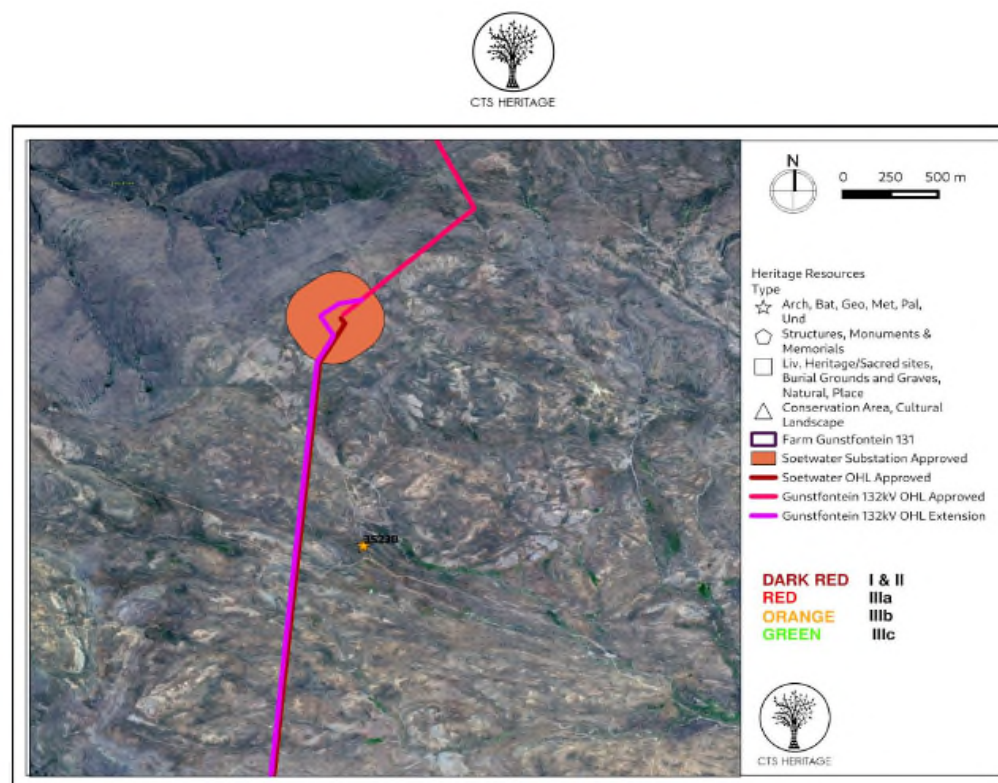 CTS HERITAGE
N
0 250 500 m
Heritage Resources
Type
Arch, Bat, Geo, Met, Pal,
Und
Structures, Monuments &
Memorials
Liv. Heritage/Sacred sites,
Burial Grounds and Graves,
Natural, Place
Conservation Area, Cultural
Landscape
Farm Gunstfontein 131
Soetwater Substation Approved
Soetwater OHL Approved
Gunstfontein 132kV OHL Approved
Gunstfontein 132kV OHL Extension
DARK RED I & II
RED IIIa
ORANGE IIIb
GREEN IIIc
CTS HERITAGE